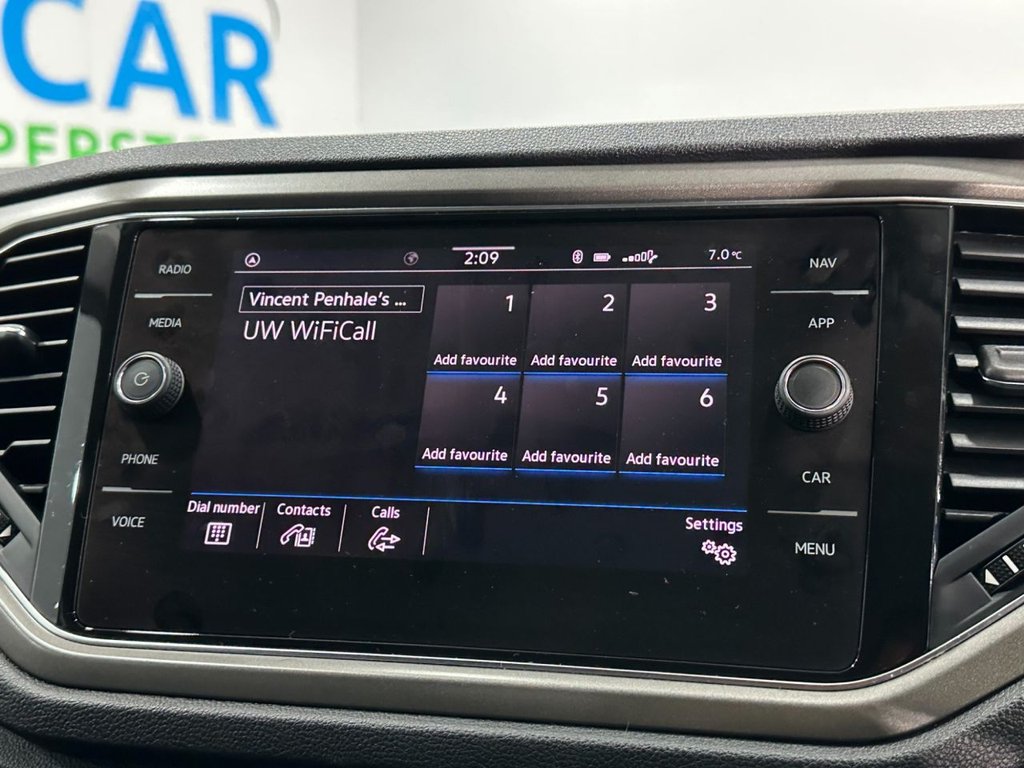 CAR
RADIO
MEDIA
PHONE
VOICE
2:09
7.0°C
Vincent Penhale's ...
UW WiFiCall
1
2
3
Add favourite
Add favourite
Add favourite
4
5
6
Add favourite
Add favourite
Add favourite
Dial number
Contacts
Calls
Settings
NAV
APP
CAR
MENU